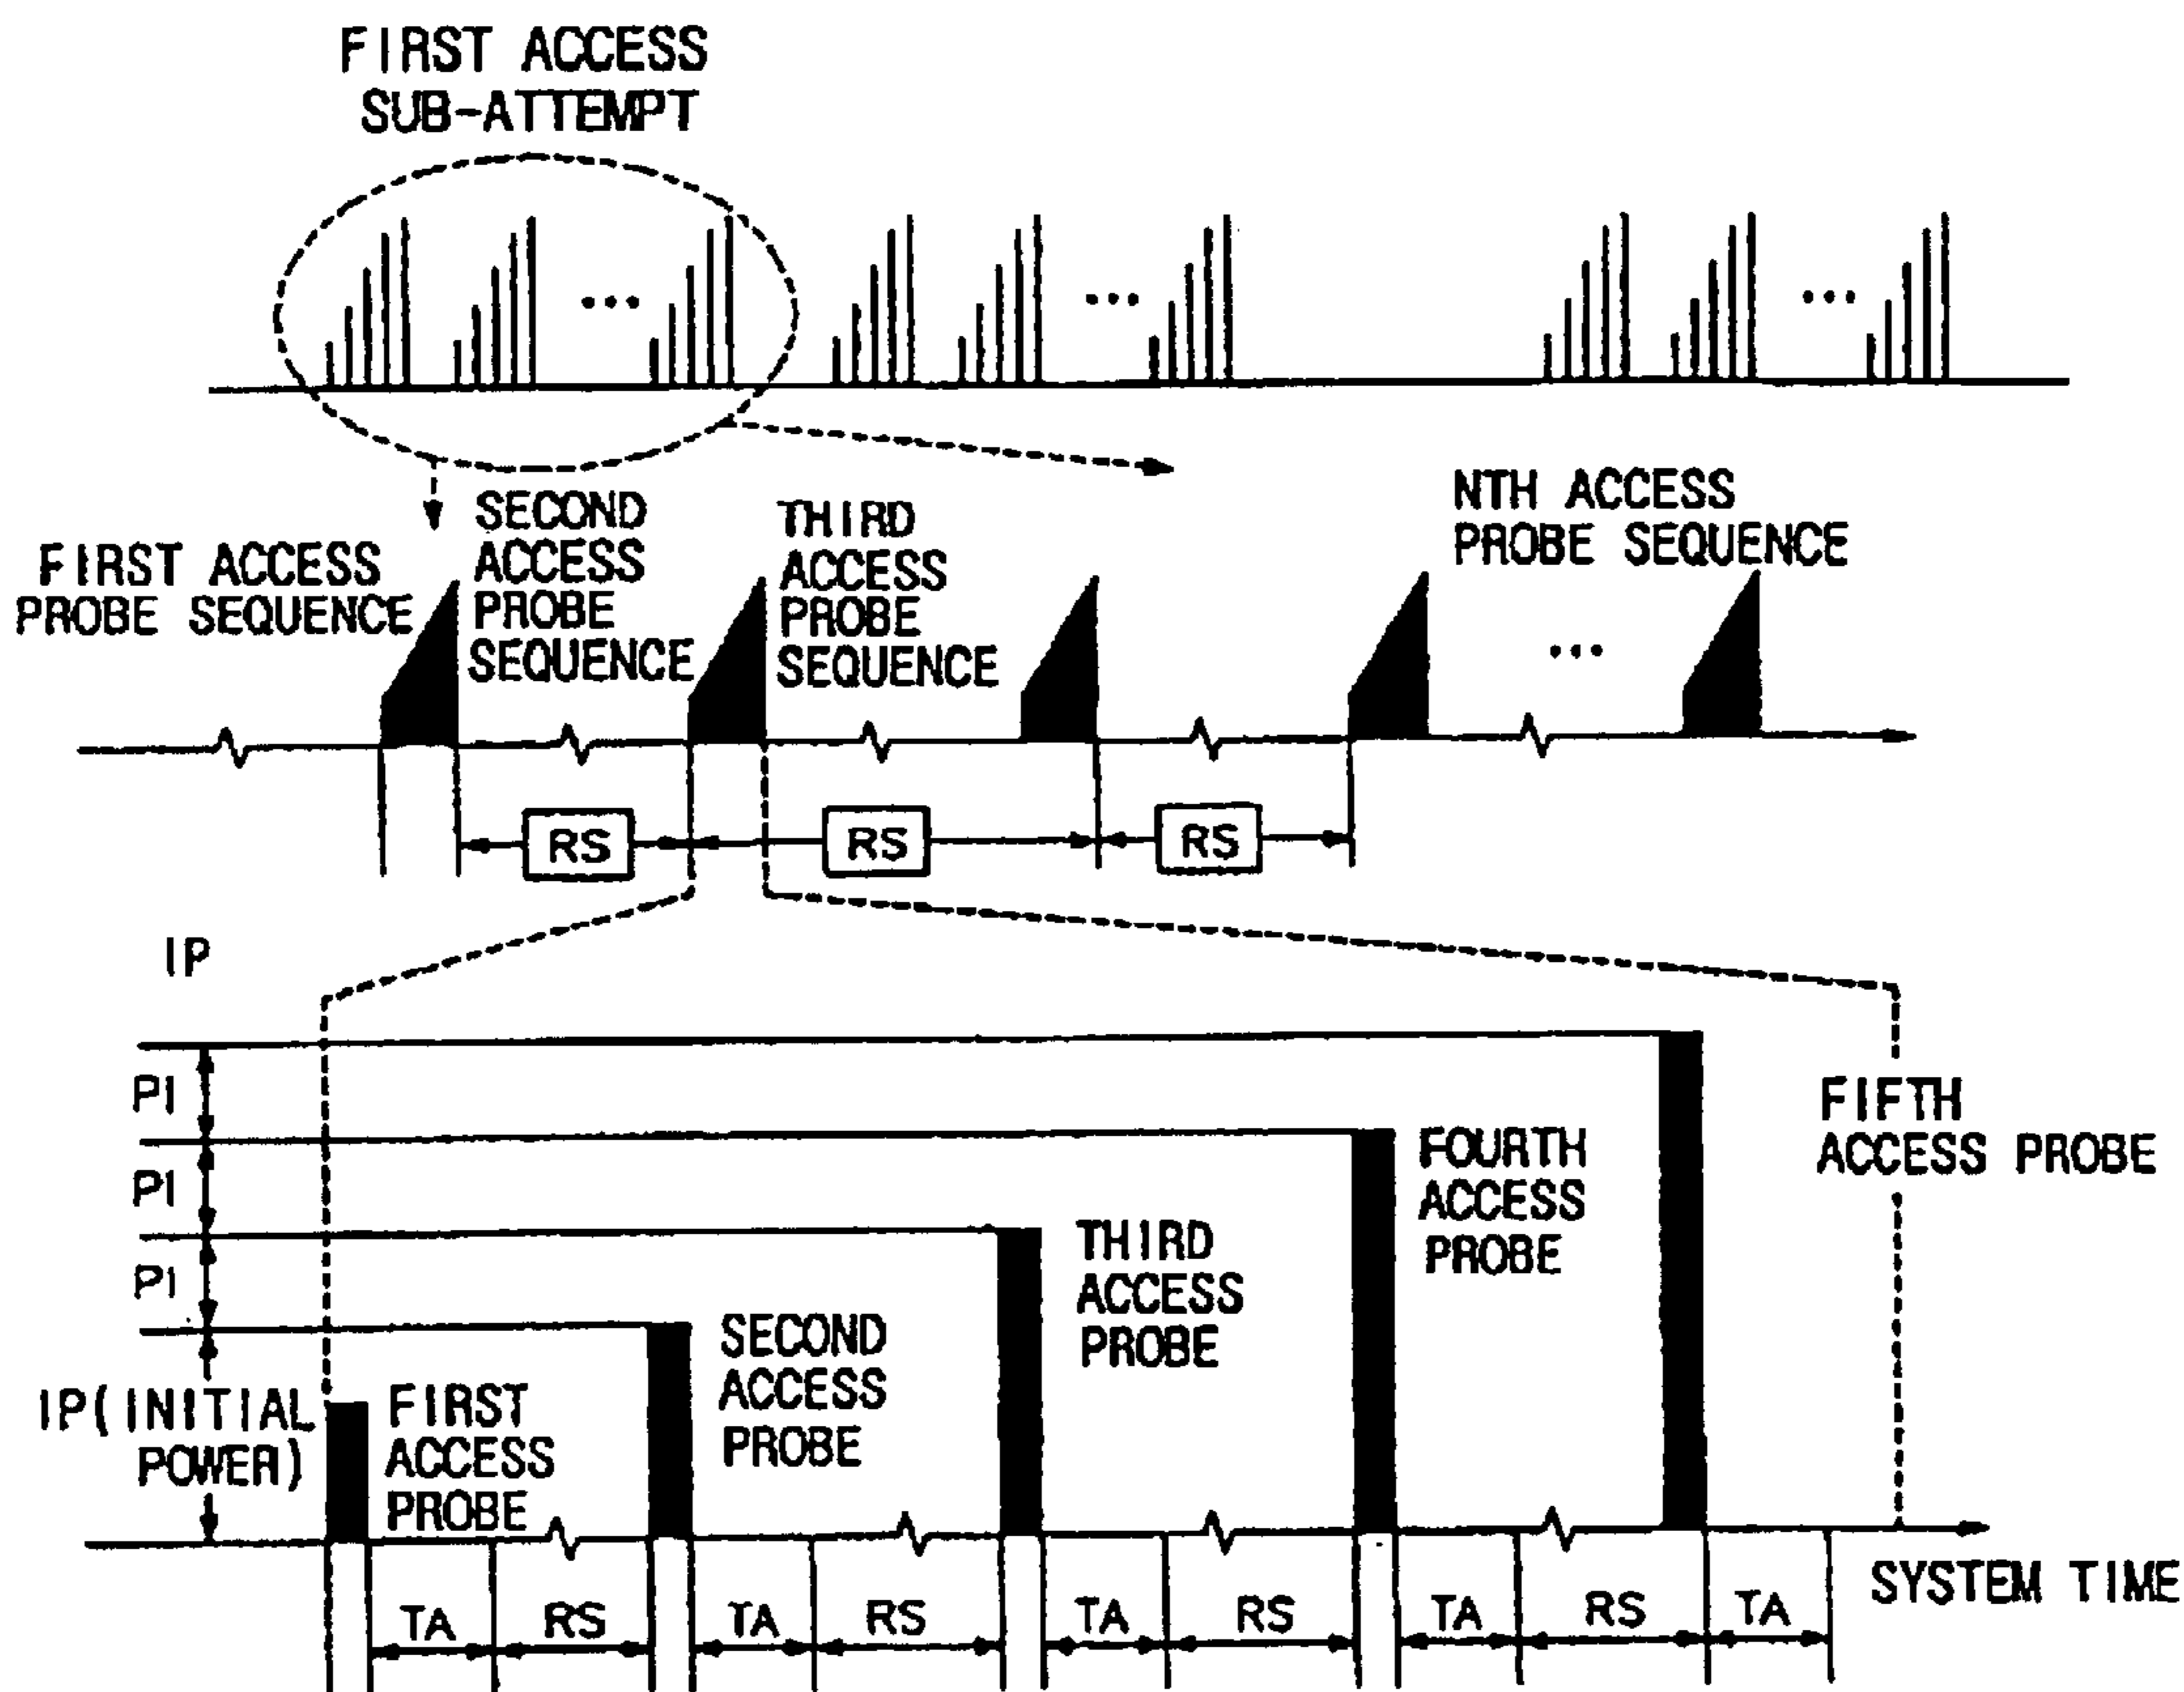 FIRST ACCESS
SUB-ATTEMPT
FIRST ACCESS
PROBE SEQUENCE
SECOND
ACCESS
PROBE
SEQUENCE
THIRD
ACCESS
PROBE
SEQUENCE
NTH ACCESS
PROBE SEQUENCE
RS
RS
RS
IP
PI
PI
PI
IP(INITIAL
POWER)
FIRST
ACCESS
PROBE
SECOND
ACCESS
PROBE
THIRD
ACCESS
PROBE
FOURTH
ACCESS
PROBE
FIFTH
ACCESS PROBE
SYSTEM TIME
TA
RS
TA
RS
TA
RS
TA
RS
TA